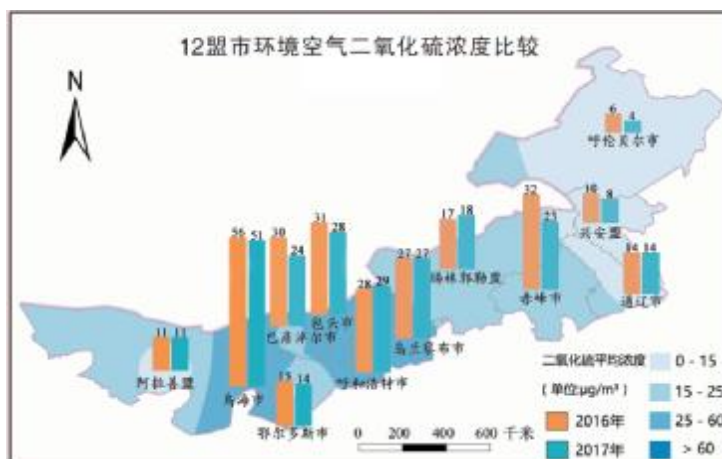 12盟市环境空气二氧化硫浓度比较
N
6 4
呼伦贝尔市
10 8
兴安盟
32
23
赤峰市
17 18
锡林郭勒盟
14 14
通辽市
56 51
乌海市
30
24
巴彦淖尔市
31
28
包头市
27 27
乌兰察布市
28 29
呼和浩特市
11 11
阿拉善盟
15 14
鄂尔多斯市
二氧化硫平均浓度
(单位:μg/m³)
2016年
2017年
0 - 15
15 - 25
25 - 60
> 60
0 200 400 600 千米